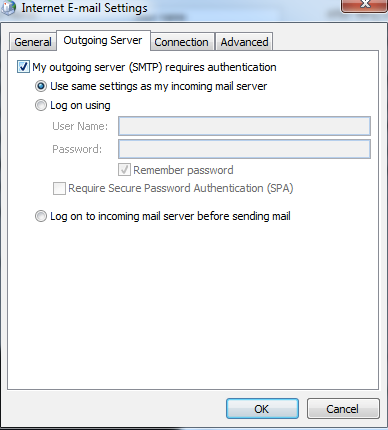 Internet E-mail Settings
General Outgoing Server Connection Advanced
My outgoing server (SMTP) requires authentication
Use same settings as my incoming mail server
Log on using
User Name:
Password:
Remember password
Require Secure Password Authentication (SPA)
Log on to incoming mail server before sending mail
OK Cancel